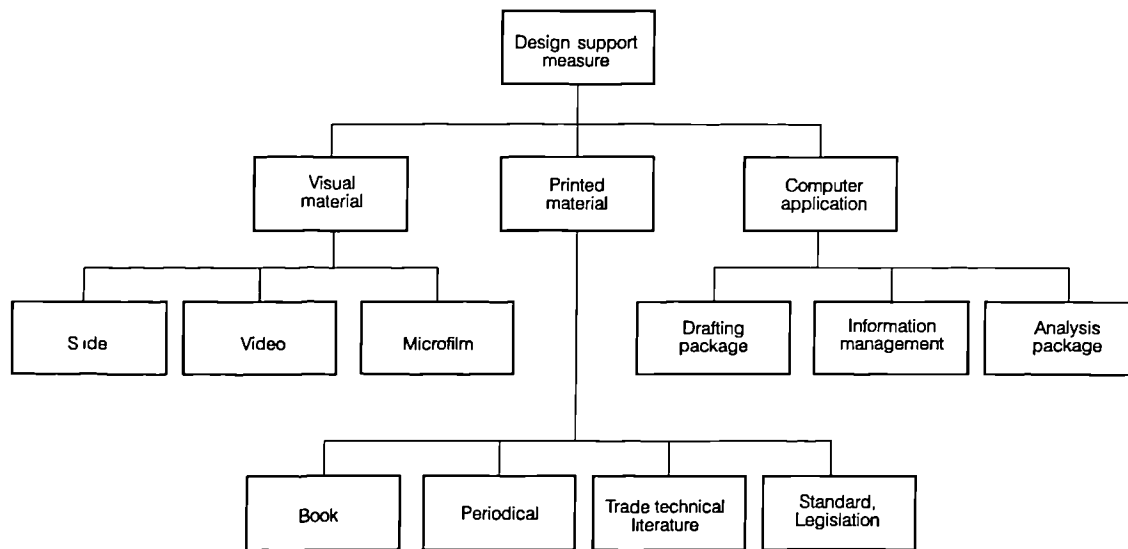 Design support
measure
Visual
material
Printed
material
Computer
application
Slide
Video
Microfilm
Drafting
package
Information
management
Analysis
package
Book
Periodical
Trade technical
literature
Standard,
Legislation